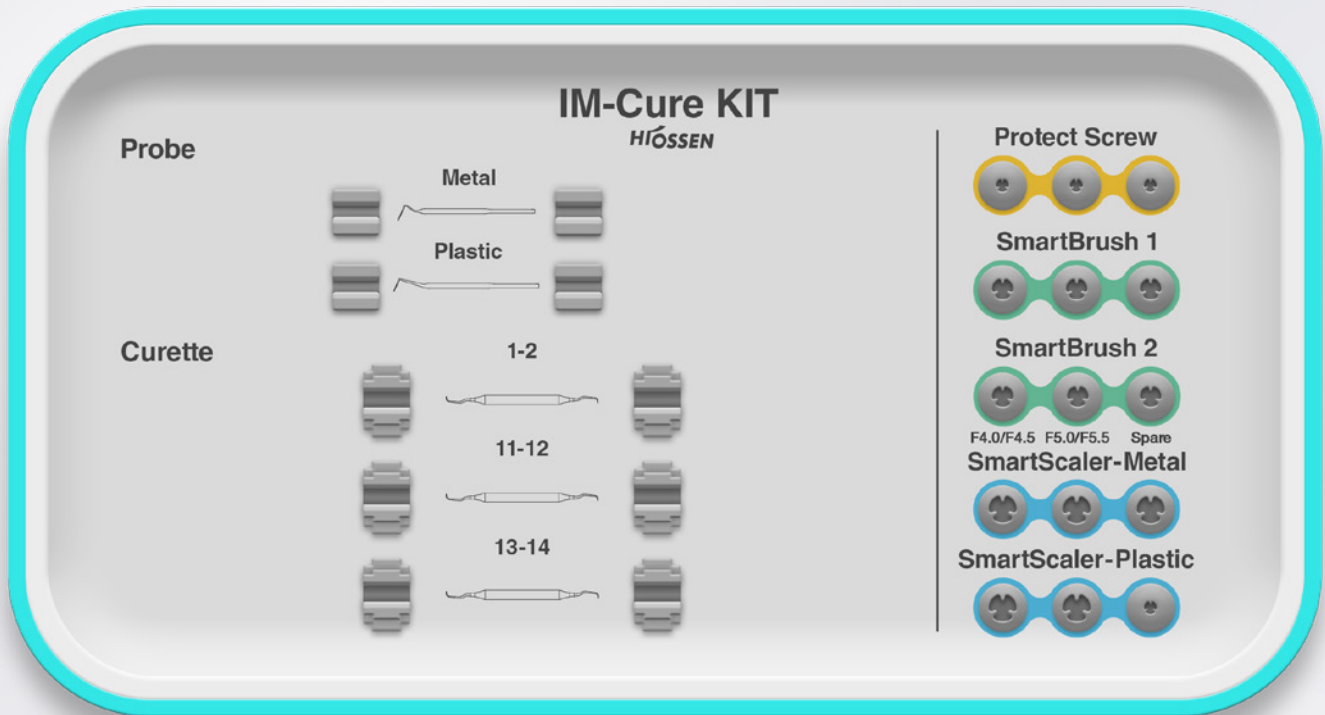 IM-Cure KIT
HIOSSEN
Probe
Metal
Plastic
Curette
1-2
11-12
13-14
Protect Screw
SmartBrush 1
SmartBrush 2
F4.0/F4.5 F5.0/F5.5 Spare
SmartScaler-Metal
SmartScaler-Plastic